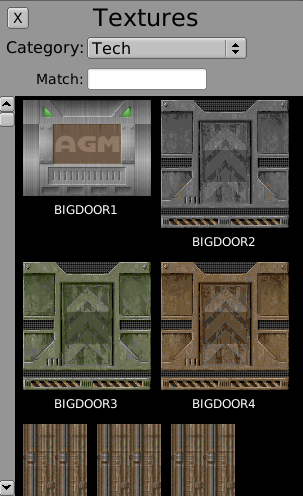 X
Textures
Category: Tech
Match:
AGM
BIGDOOR1
BIGDOOR2
BIGDOOR3
BIGDOOR4